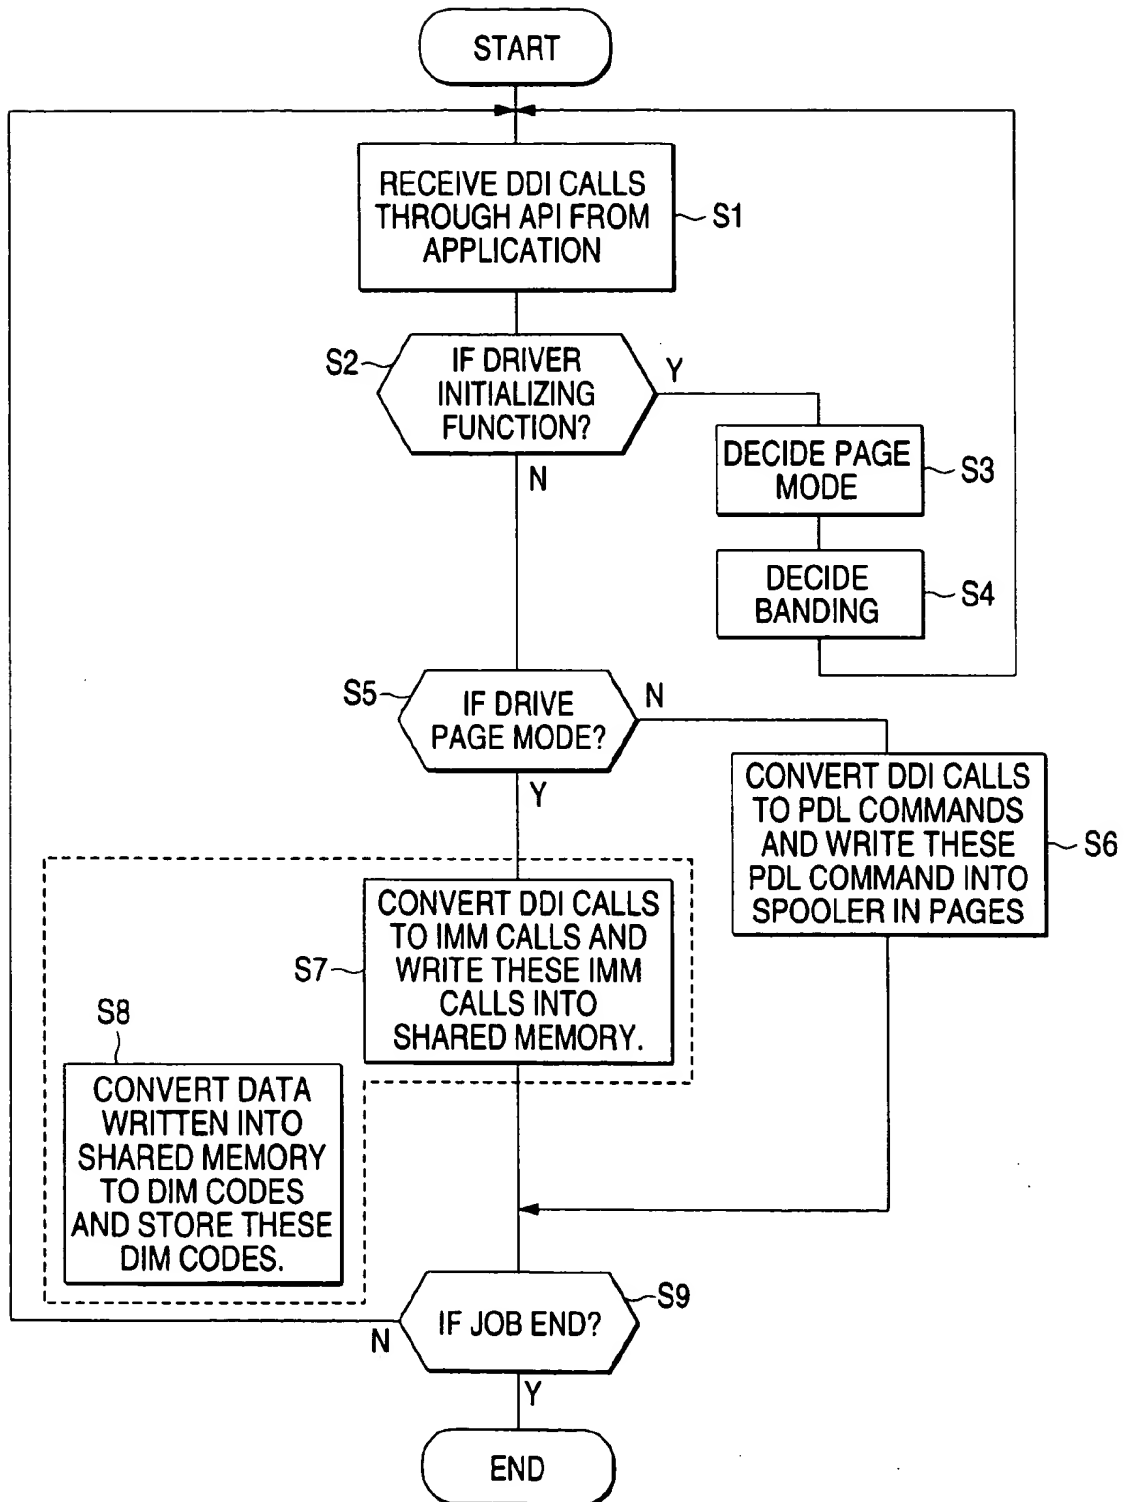 START
RECEIVE DDI CALLS
THROUGH API FROM
APPLICATION
S1
S2
IF DRIVER
INITIALIZING
FUNCTION?
Y
N
DECIDE PAGE
MODE
S3
DECIDE
BANDING
S4
S5
IF DRIVE
PAGE MODE?
N
Y
CONVERT DDI CALLS
TO PDL COMMANDS
AND WRITE THESE
PDL COMMAND INTO
SPOOLER IN PAGES
S6
S7
CONVERT DDI CALLS
TO IMM CALLS AND
WRITE THESE IMM
CALLS INTO
SHARED MEMORY.
S8
CONVERT DATA
WRITTEN INTO
SHARED MEMORY
TO DIM CODES
AND STORE THESE
DIM CODES.
IF JOB END?
S9
N
Y
END